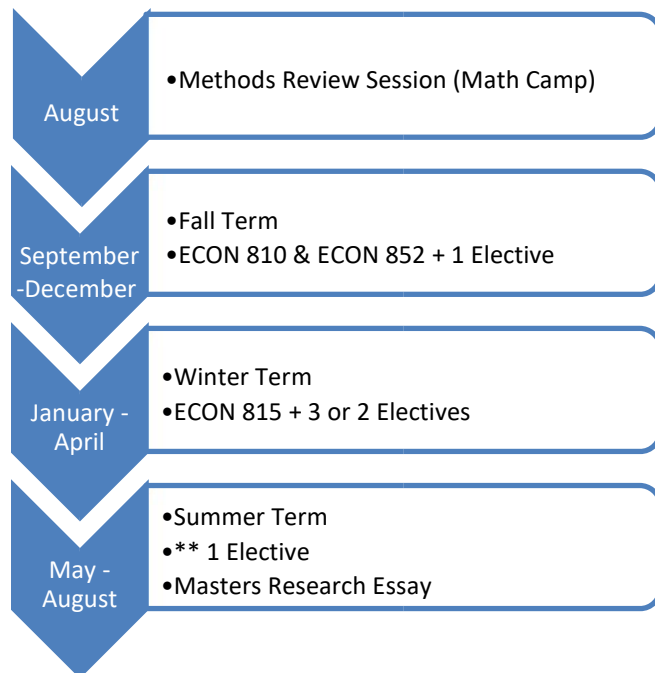 August
•Methods Review Session (Math Camp)
September
-December
•Fall Term
•ECON 810 & ECON 852 + 1 Elective
January -
April
•Winter Term
•ECON 815 + 3 or 2 Electives
May -
August
•Summer Term
•** 1 Elective
•Masters Research Essay